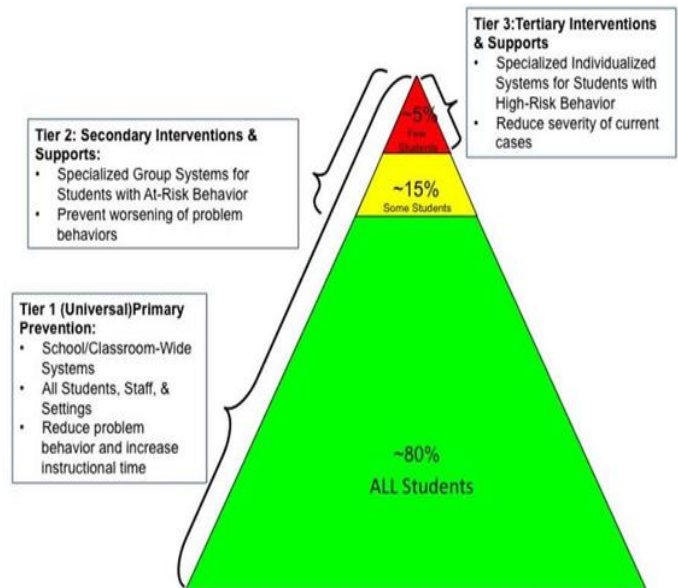 Tier 3:Tertiary Interventions
& Supports
• Specialized Individualized
Systems for Students with
High-Risk Behavior
• Reduce severity of current
cases
Tier 2: Secondary Interventions &
Supports:
• Specialized Group Systems for
Students with At-Risk Behavior
• Prevent worsening of problem
behaviors
Tier 1 (Universal)Primary
Prevention:
• School/Classroom-Wide
Systems
• All Students, Staff, &
Settings
• Reduce problem
behavior and increase
instructional time
~5%
Few
Students
~15%
Some Students
~80%
ALL Students